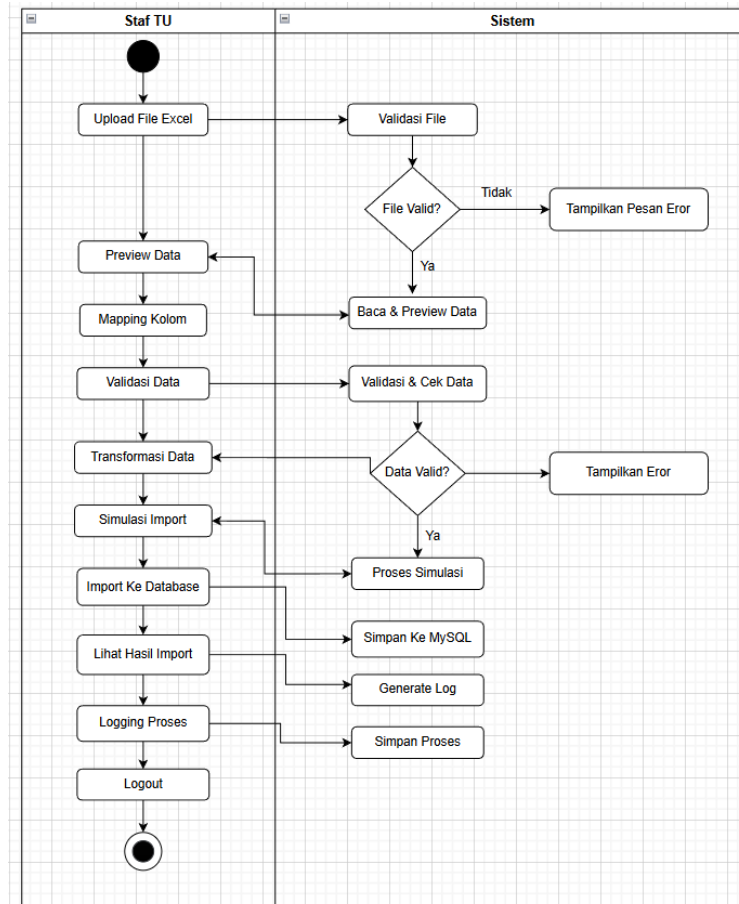 Staf TU
Sistem
Upload File Excel
Validasi File
File Valid?
Tidak
Tampilkan Pesan Eror
Ya
Preview Data
Baca & Preview Data
Mapping Kolom
Validasi Data
Validasi & Cek Data
Transformasi Data
Data Valid?
Tampilkan Eror
Ya
Simulasi Import
Proses Simulasi
Import Ke Database
Simpan Ke MySQL
Lihat Hasil Import
Generate Log
Logging Proses
Simpan Proses
Logout